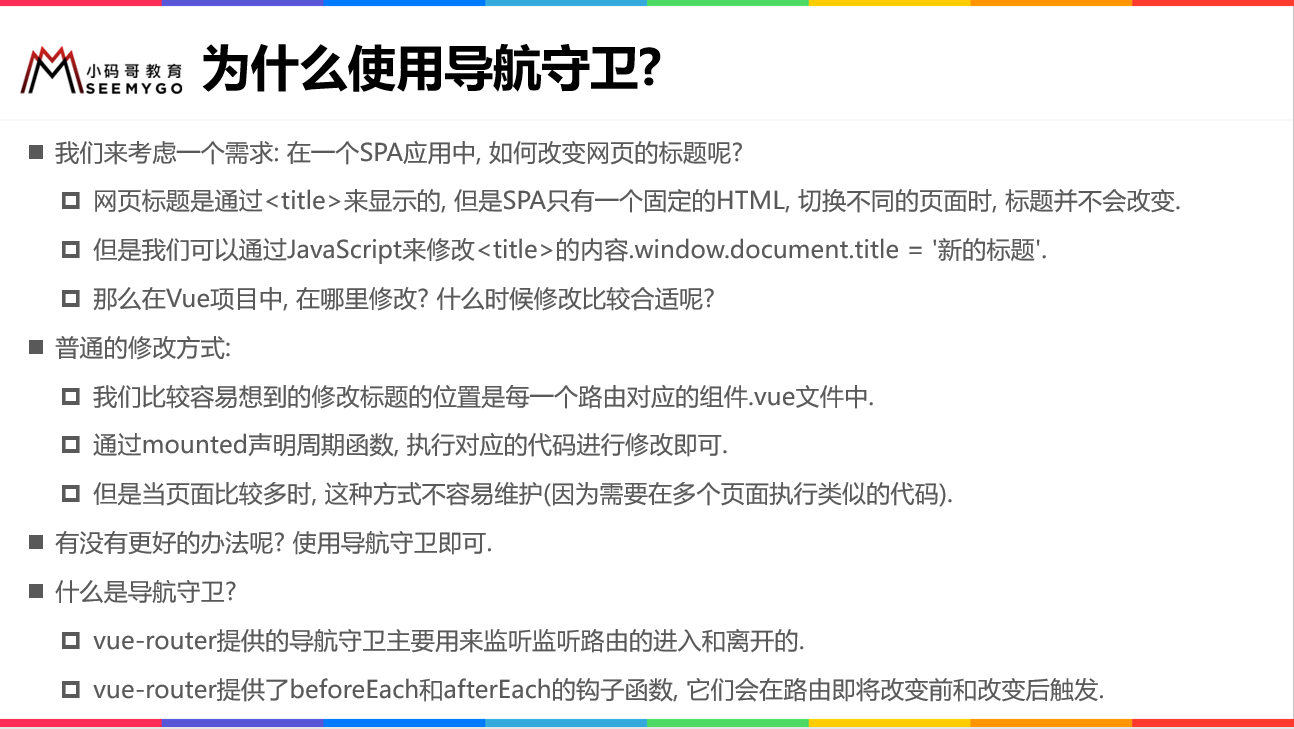 小码哥教育
SEEMYGO
为什么使用导航守卫?
我们来考虑一个需求: 在一个SPA应用中, 如何改变网页的标题呢?
网页标题是通过<title>来显示的, 但是SPA只有一个固定的HTML, 切换不同的页面时, 标题并不会改变.
但是我们可以通过JavaScript来修改<title>的内容.window.document.title = '新的标题'.
那么在Vue项目中, 在哪里修改? 什么时候修改比较合适呢?
普通的修改方式:
我们比较容易想到的修改标题的位置是每一个路由对应的组件.vue文件中.
通过mounted声明周期函数, 执行对应的代码进行修改即可.
但是当页面比较多时, 这种方式不容易维护(因为需要在多个页面执行类似的代码).
有没有更好的办法呢? 使用导航守卫即可.
什么是导航守卫?
vue-router提供的导航守卫主要用来监听监听路由的进入和离开的.
vue-router提供了beforeEach和afterEach的钩子函数, 它们会在路由即将改变前和改变后触发.